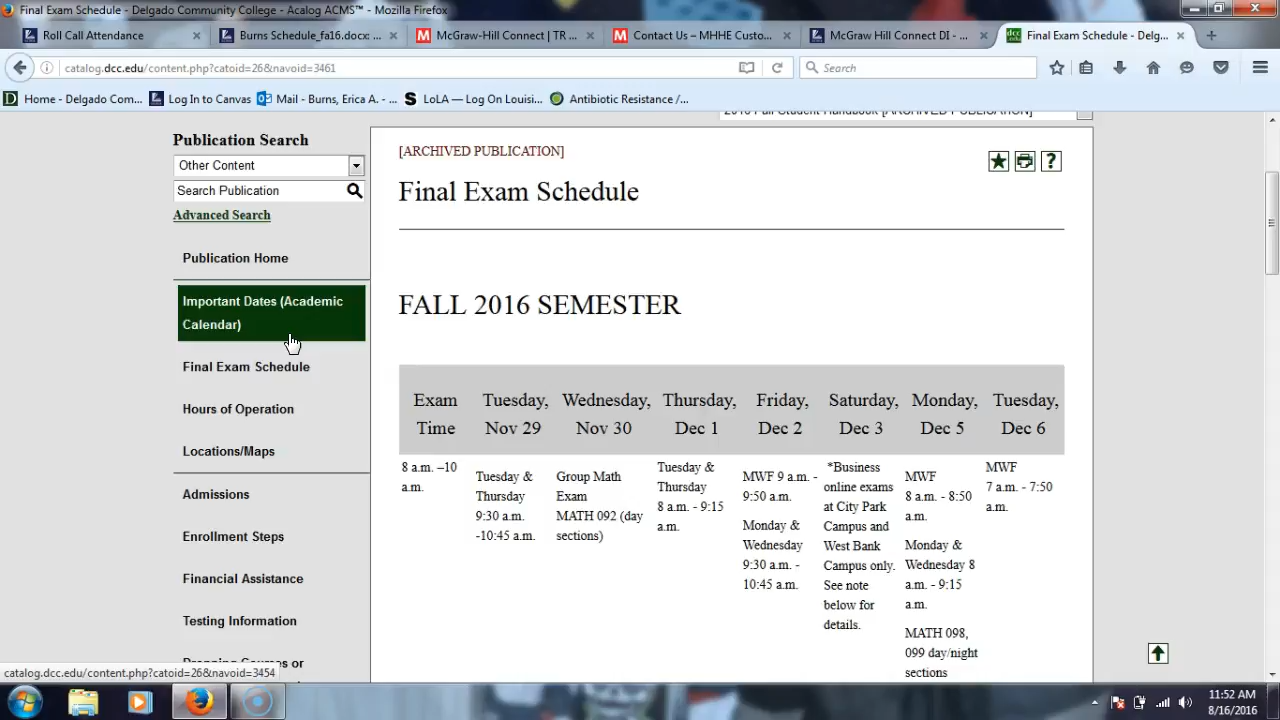 Final Exam Schedule - Delgado Community College - Acalog ACMS™ - Mozilla Firefox
Roll Call Attendance
Burns Schedule_fa16.docx:
McGraw-Hill Connect | TR
Contact Us – MHHE Custo...
McGraw Hill Connect DI - ...
Final Exam Schedule - Delg...
catalog.dcc.edu/content.php?catoid=26&navoid=3461
Search
Home - Delgado Com...
Log In to Canvas
Mail - Burns, Erica A. - ...
LoLA — Log On Louisi...
Antibiotic Resistance /...
2016 Fall Student Handbook [ARCHIVED PUBLICATION]
Publication Search
Other Content
Search Publication
Advanced Search
Publication Home
Important Dates (Academic
Calendar)
Final Exam Schedule
Hours of Operation
Locations/Maps
Admissions
Enrollment Steps
Financial Assistance
Testing Information
Dropping Courses or
[ARCHIVED PUBLICATION]
Final Exam Schedule
FALL 2016 SEMESTER
Exam Tuesday, Wednesday, Thursday, Friday, Saturday, Monday, Tuesday,
Time Nov 29 Nov 30 Dec 1 Dec 2 Dec 3 Dec 5 Dec 6
8 a.m. –10
a.m.
Tuesday &
Thursday
9:30 a.m.
-10:45 a.m.
Group Math
Exam
MATH 092 (day
sections)
Tuesday &
Thursday
8 a.m. - 9:15
a.m.
MWF 9 a.m. -
9:50 a.m.
Monday &
Wednesday
9:30 a.m. -
10:45 a.m.
*Business
online exams
at City Park
Campus and
West Bank
Campus only.
See note
below for
details.
MWF
8 a.m. - 8:50
a.m.
Monday &
Wednesday 8
a.m. - 9:15
a.m.
MATH 098,
099 day/night
sections
MWF
7 a.m. - 7:50
a.m.
catalog.dcc.edu/content.php?catoid=26&navoid=3454
11:52 AM
8/16/2016